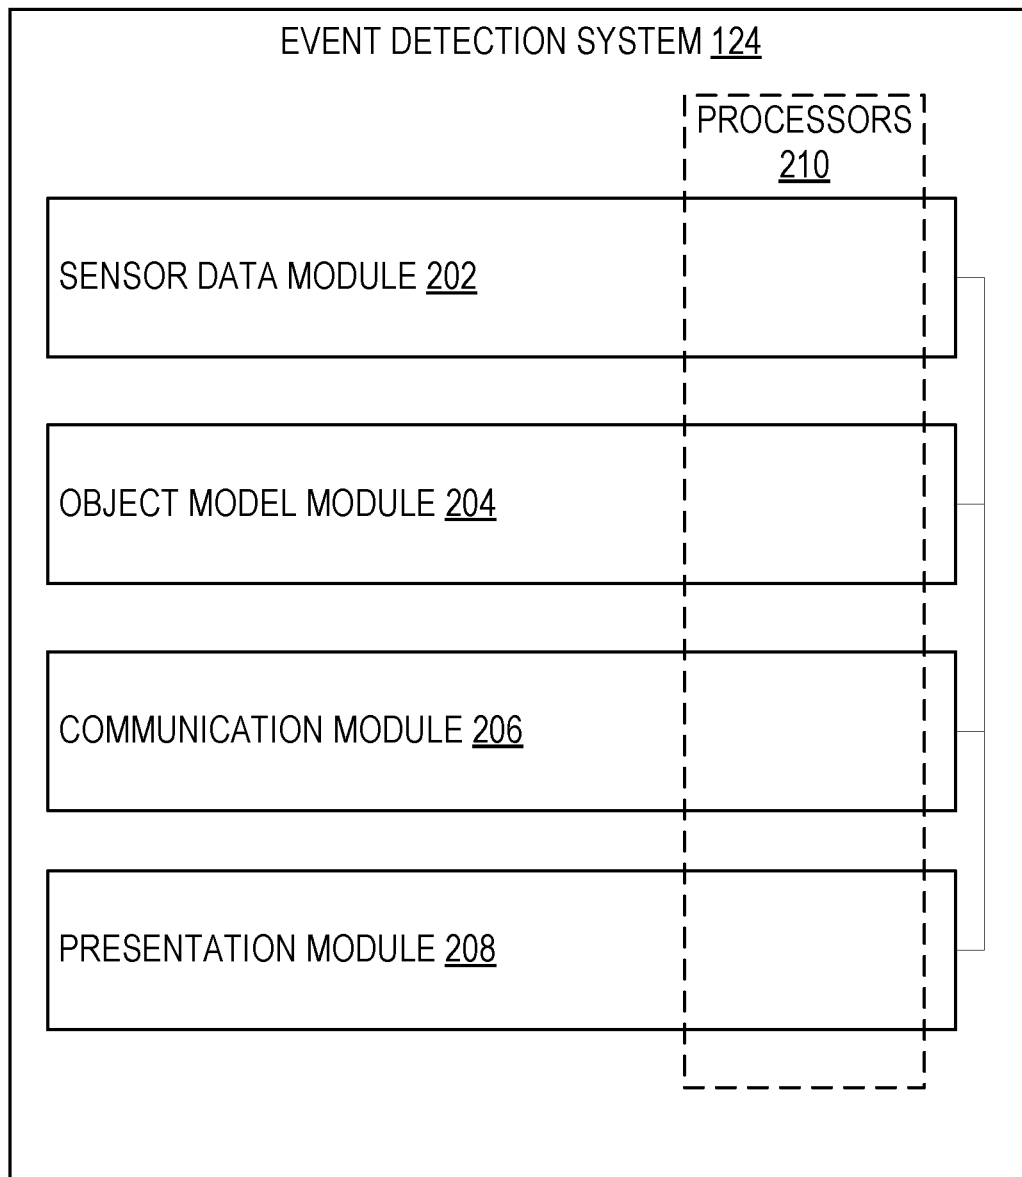 EVENT DETECTION SYSTEM 124
PROCESSORS
210
SENSOR DATA MODULE 202
OBJECT MODEL MODULE 204
COMMUNICATION MODULE 206
PRESENTATION MODULE 208